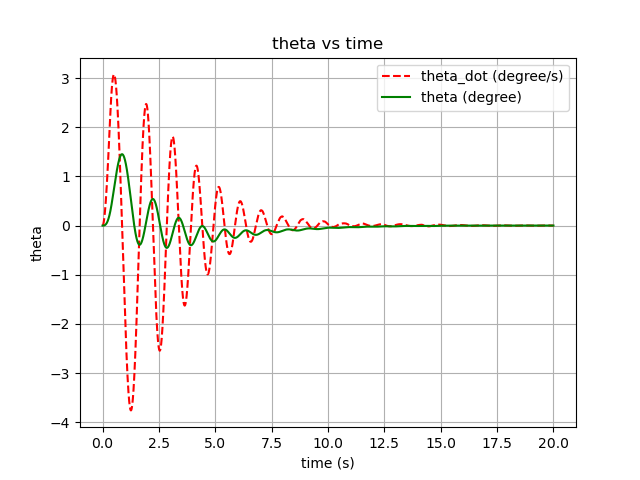 theta vs time
theta_dot (degree/s)
theta (degree)
3
2
1
0
−1
−2
−3
−4
theta
0.0 2.5 5.0 7.5 10.0 12.5 15.0 17.5 20.0
time (s)